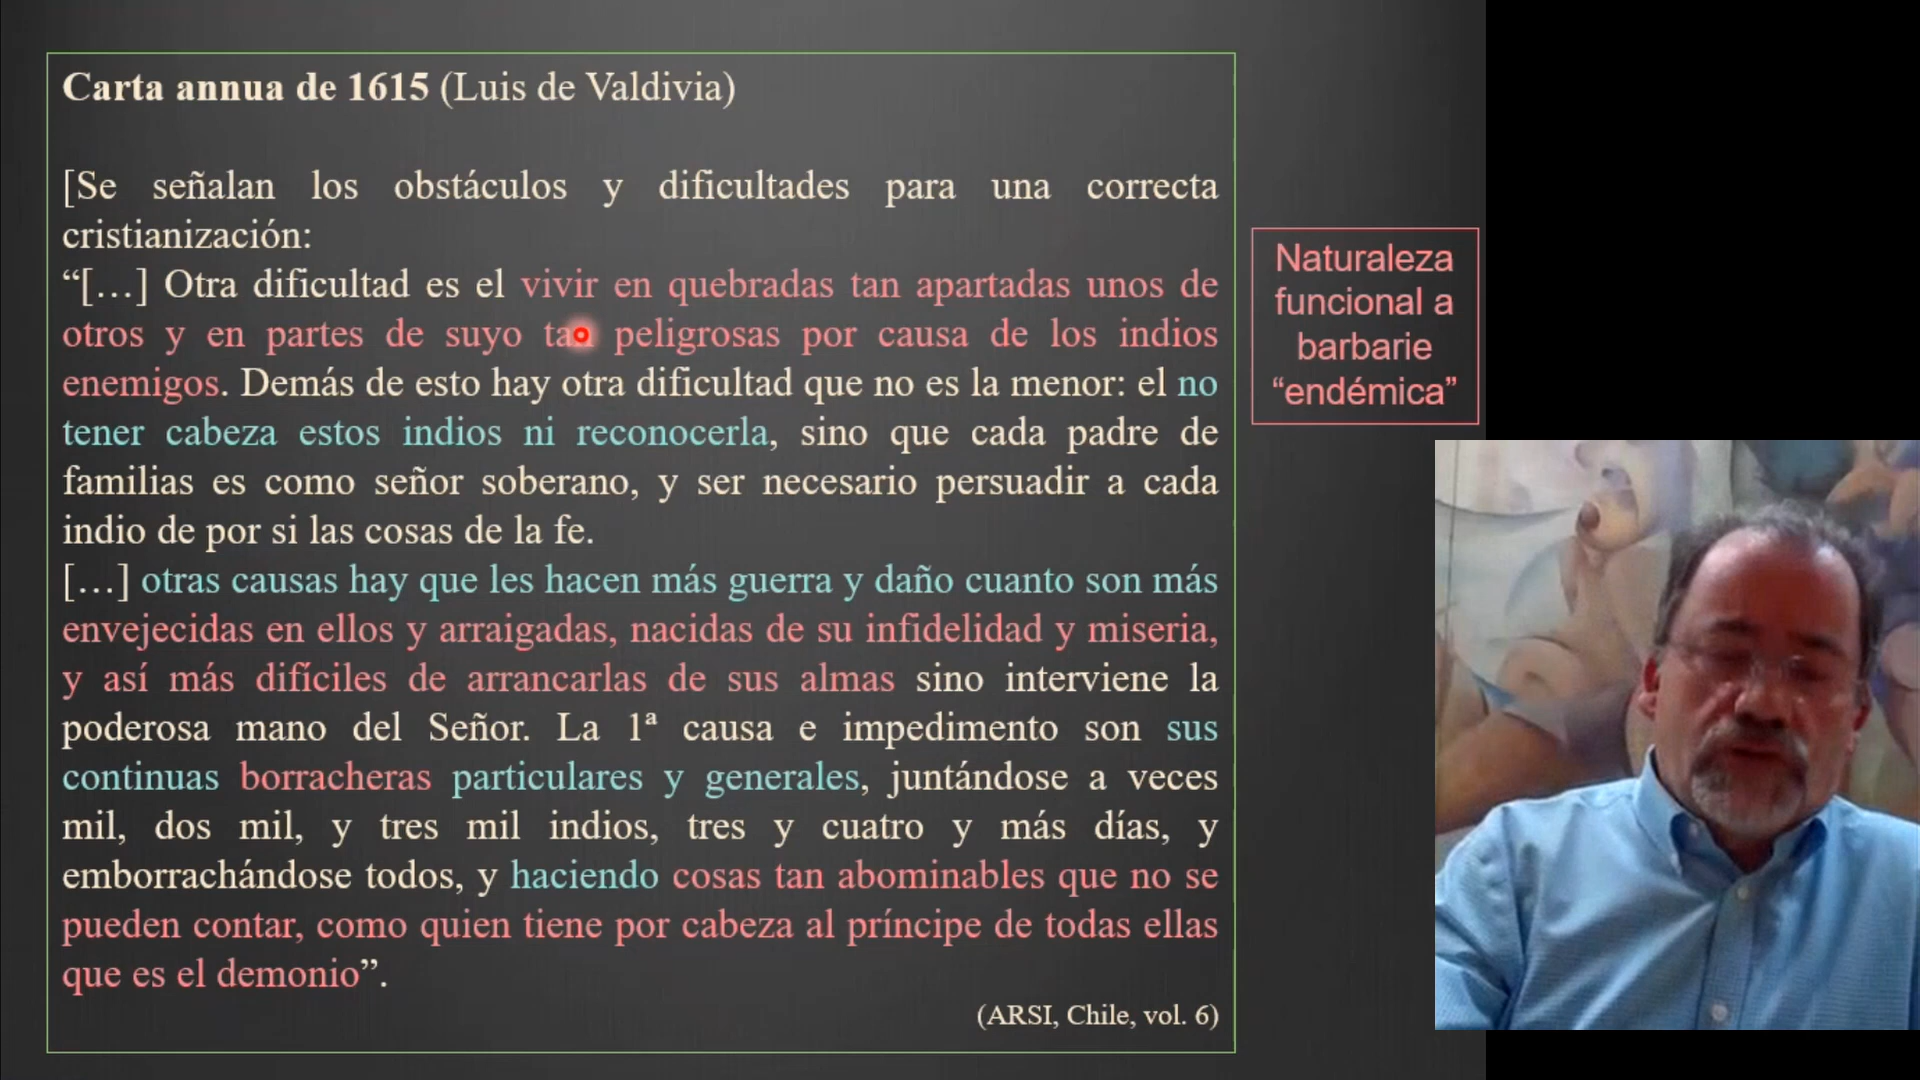 Carta annua de 1615 (Luis de Valdivia)
[Se señalan los obstáculos y dificultades para una correcta
cristianización:
“[…] Otra dificultad es el vivir en quebradas tan apartadas unos de
otros y en partes de suyo tan peligrosas por causa de los indios
enemigos. Demás de esto hay otra dificultad que no es la menor: el no
tener cabeza estos indios ni reconocerla, sino que cada padre de
familias es como señor soberano, y ser necesario persuadir a cada
indio de por si las cosas de la fe.
[…] otras causas hay que les hacen más guerra y daño cuanto son más
envejecidas en ellos y arraigadas, nacidas de su infidelidad y miseria,
y así más difíciles de arrancarlas de sus almas sino interviene la
poderosa mano del Señor. La 1ª causa e impedimento son sus
continuas borracheras particulares y generales, juntándose a veces
mil, dos mil, y tres mil indios, tres y cuatro y más días, y
emborrachándose todos, y haciendo cosas tan abominables que no se
pueden contar, como quien tiene por cabeza al príncipe de todas ellas
que es el demonio”.
(ARSI, Chile, vol. 6)
Naturaleza
funcional a
barbarie
“endémica”